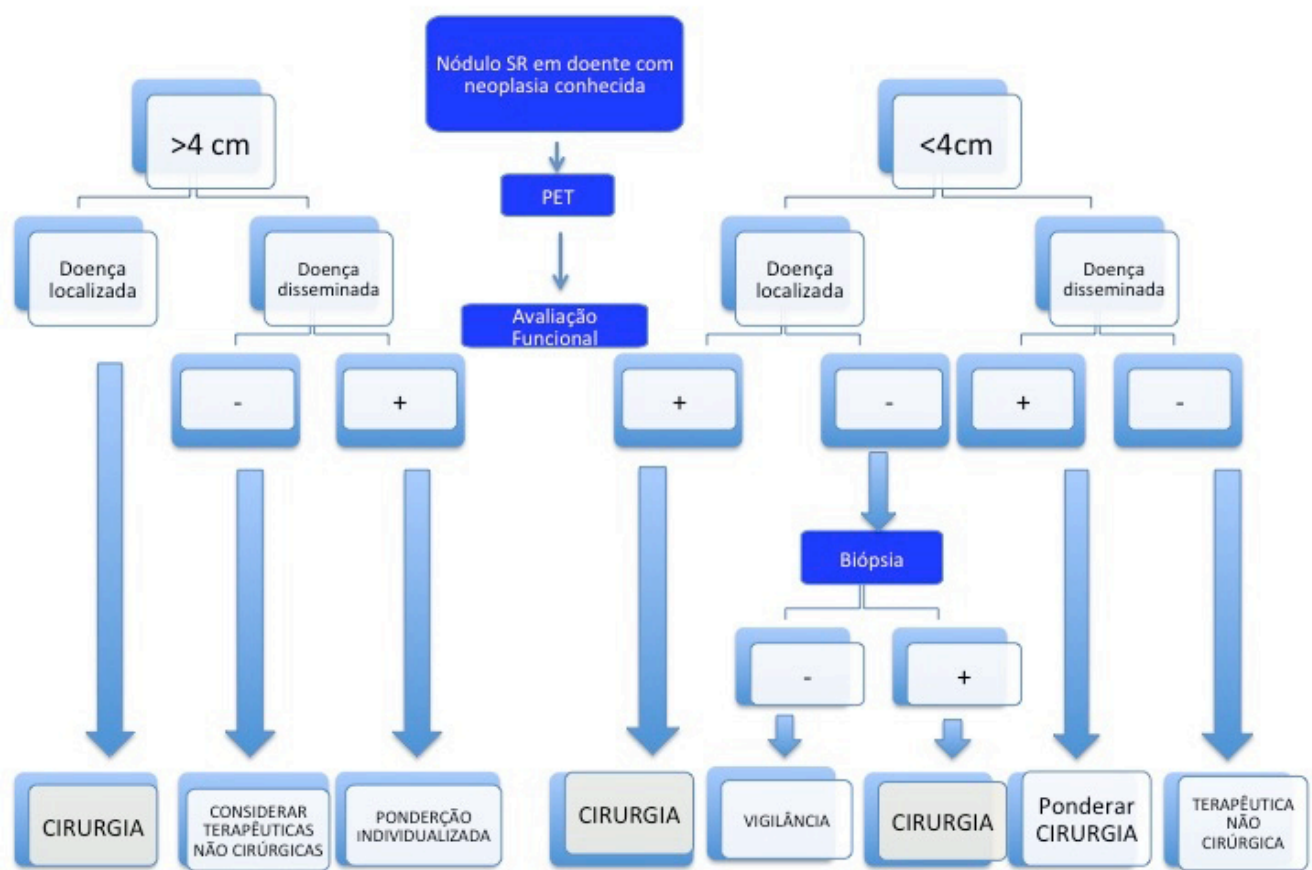 Nódulo SR em doente com
neoplasia conhecida
>4 cm
<4cm
PET
Doença
localizada
Doença
disseminada
Doença
localizada
Doença
disseminada
Avaliação
Funcional
-
+
+
-
+
-
Biópsia
-
+
CIRURGIA
CONSIDERAR
TERAPÊUTICAS
NÃO CIRÚRGICAS
PONDERÇÃO
INDIVIDUALIZADA
CIRURGIA
VIGILÂNCIA
CIRURGIA
Ponderar
CIRURGIA
TERAPÊUTICA
NÃO
CIRÚRGICA